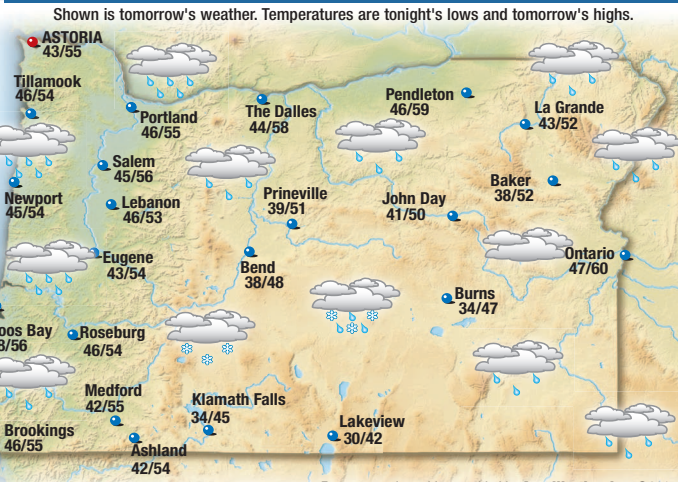 Shown is tomorrow's weather. Temperatures are tonight's lows and tomorrow's highs.
ASTORIA
43/55
Tillamook
46/54
Portland
46/55
The Dalles
44/58
Pendleton
46/59
La Grande
43/52
Salem
45/56
Newport
45/54
Lebanon
46/53
Prineville
39/51
John Day
41/50
Baker
38/52
Eugene
43/54
Bend
38/48
Ontario
47/60
Burns
34/47
oos Bay
/56
Roseburg
46/54
Medford
42/55
Klamath Falls
34/45
Lakeview
30/42
Brookings
46/55
Ashland
42/54